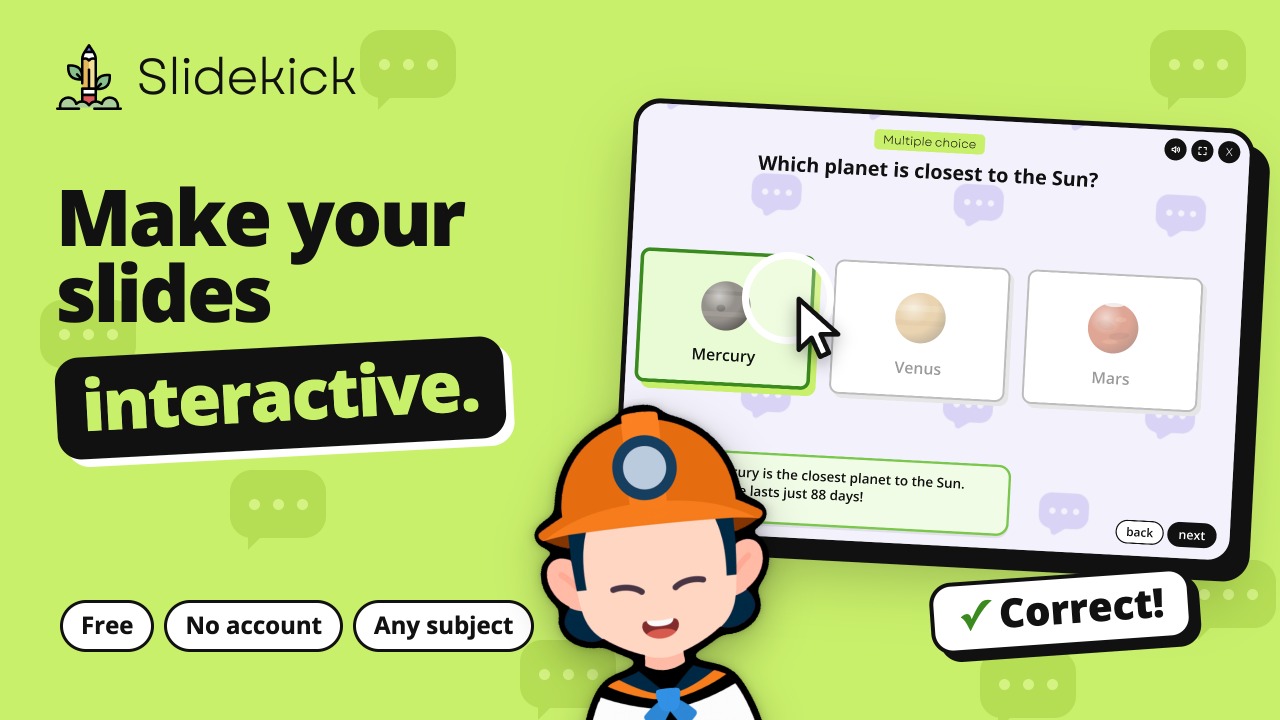 Slidekick
Make your
slides
interactive.
Free
No account
Any subject
Multiple choice
Which planet is closest to the Sun?
X
Mercury
Venus
Mars
is the closest planet to the Sun.
lasts just 88 days!
back
next
✓ Correct!